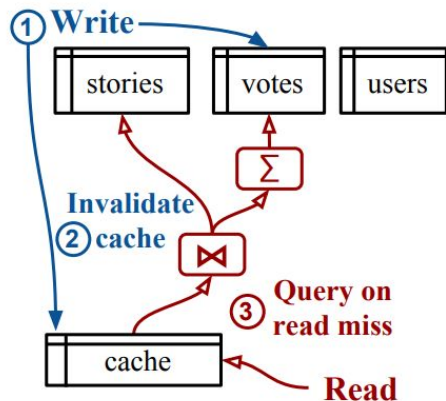 ① Write
stories
votes
users
Σ
Invalidate
② cache
⋈
③ Query on
read miss
cache
Read